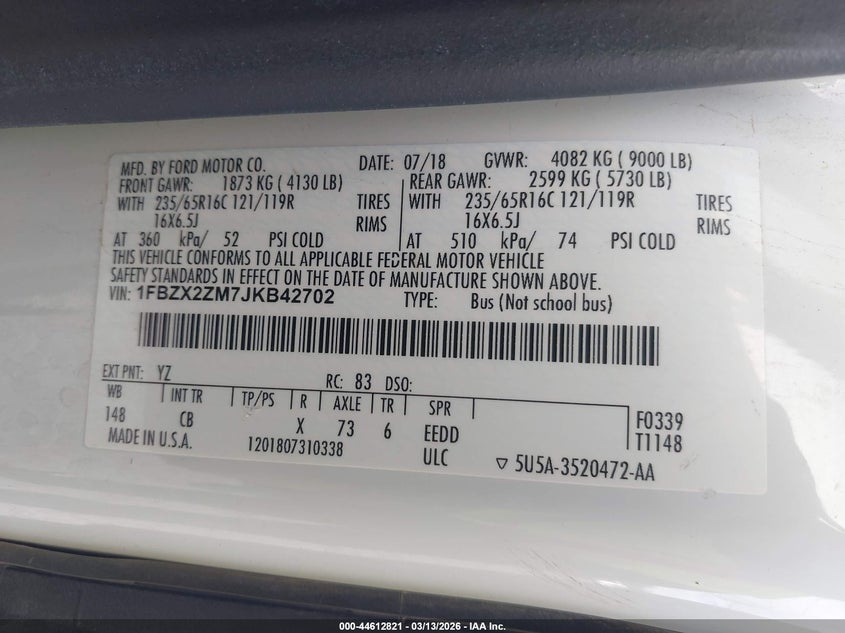 MFD. BY FORD MOTOR CO. DATE: 07/18 GVWR: 4082 KG ( 9000 LB)
FRONT GAWR: 1873 KG ( 4130 LB) REAR GAWR: 2599 KG ( 5730 LB)
WITH 235/65R16C 121/119R TIRES WITH 235/65R16C 121/119R TIRES
16X6.5J RIMS 16X6.5J RIMS
AT 360 kPa/ 52 PSI COLD AT 510 kPa/ 74 PSI COLD
THIS VEHICLE CONFORMS TO ALL APPLICABLE FEDERAL MOTOR VEHICLE
SAFETY STANDARDS IN EFFECT ON THE DATE OF MANUFACTURE SHOWN ABOVE.
VIN: 1FBZX2ZM7JKB42702 TYPE: Bus (Not school bus)
EXT PNT: YZ RC: 83 DSO:
WB INT TR TP/PS R AXLE TR SPR
148 CB X 73 6 EEDD F0339
MADE IN U.S.A. 1201807310338 ULC T1148
5U5A-3520472-AA
000-44612821 | 03/13/2026 - IAA Inc.